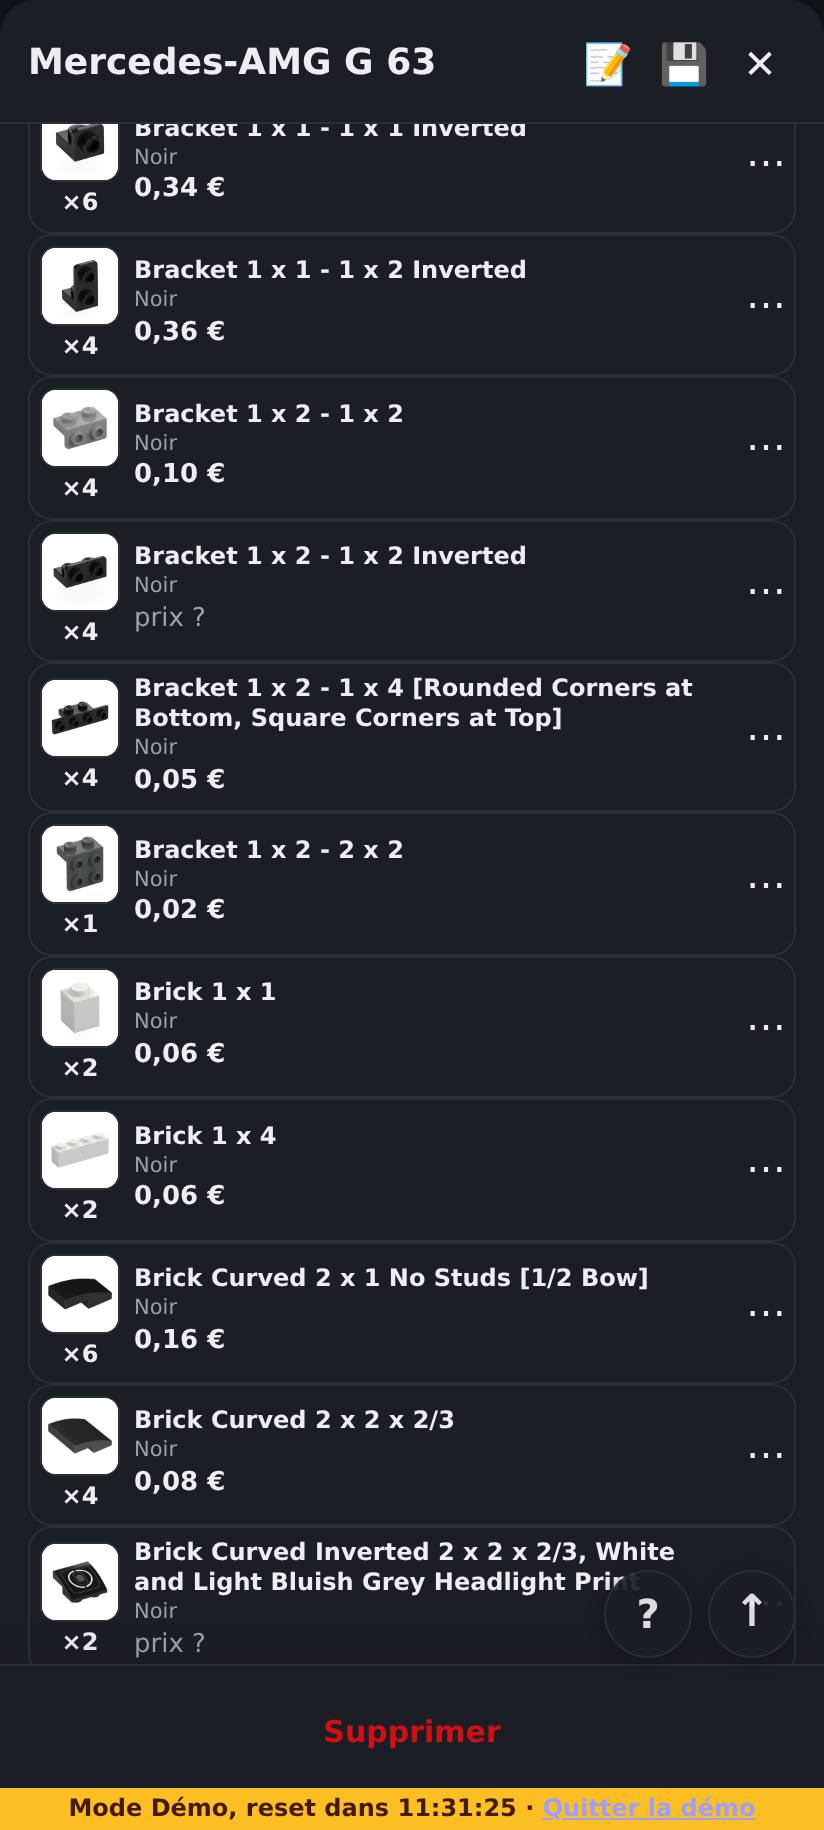 Mercedes-AMG G 63
Bracket 1 x 1 - 1 x 1 Inverted
Noir
0,34 €
×6
...
Bracket 1 x 1 - 1 x 2 Inverted
Noir
0,36 €
×4
...
Bracket 1 x 2 - 1 x 2
Noir
0,10 €
×4
...
Bracket 1 x 2 - 1 x 2 Inverted
Noir
prix ?
×4
...
Bracket 1 x 2 - 1 x 4 [Rounded Corners at
Bottom, Square Corners at Top]
Noir
0,05 €
×4
...
Bracket 1 x 2 - 2 x 2
Noir
0,02 €
×1
...
Brick 1 x 1
Noir
0,06 €
×2
...
Brick 1 x 4
Noir
0,06 €
×2
...
Brick Curved 2 x 1 No Studs [1/2 Bow]
Noir
0,16 €
×6
...
Brick Curved 2 x 2 x 2/3
Noir
0,08 €
×4
...
Brick Curved Inverted 2 x 2 x 2/3, White
and Light Bluish Grey Headlight Print
Noir
prix ?
×2
?
↑
Supprimer
Mode Démo, reset dans 11:31:25 · Quitter la démo